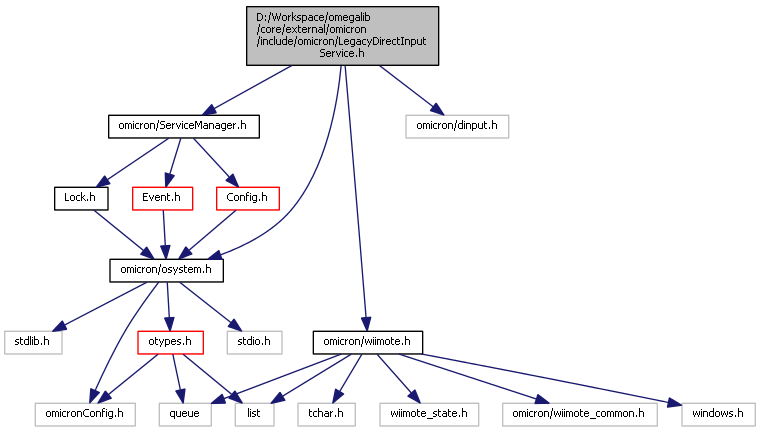 D:/Workspace/omegalib
/core/external/omicron
/include/omicron/LegacyDirectInput
Service.h
omicron/ServiceManager.h
omicron/dinput.h
Lock.h
Event.h
Config.h
omicron/osystem.h
stdlib.h
otypes.h
stdio.h
omicron/wiimote.h
omicronConfig.h
queue
list
tchar.h
wiimote_state.h
omicron/wiimote_common.h
windows.h